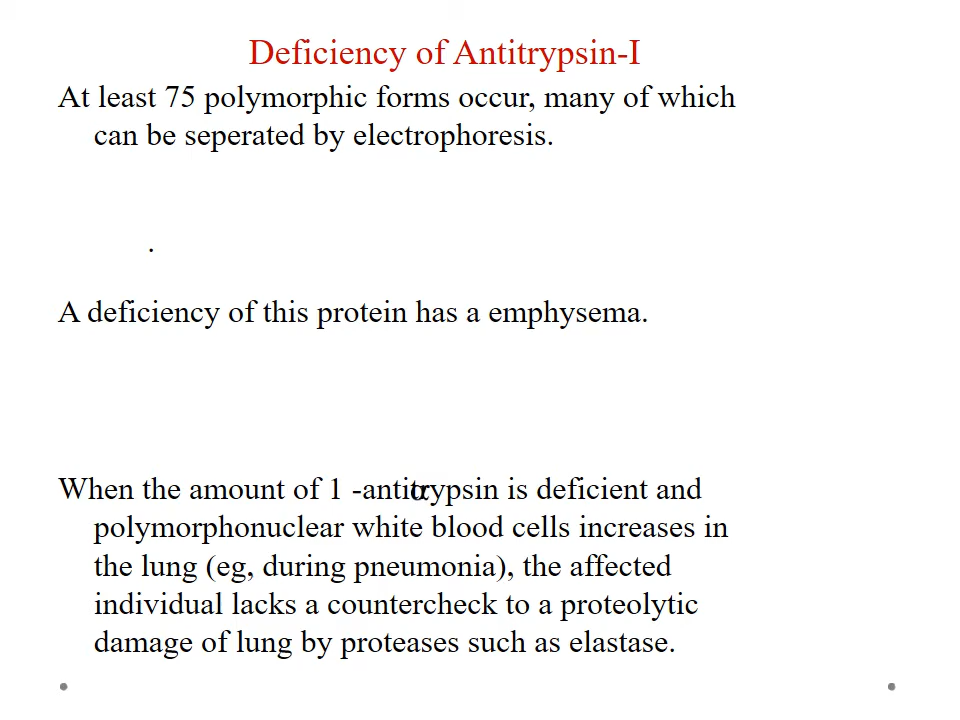 Deficiency of Antitrypsin-I
At least 75 polymorphic forms occur, many of which
can be seperated by electrophoresis.
.
A deficiency of this protein has a emphysema.
When the amount of 1 -antitrypsin is deficient and
α
polymorphonuclear white blood cells increases in
the lung (eg, during pneumonia), the affected
individual lacks a countercheck to a proteolytic
damage of lung by proteases such as elastase.